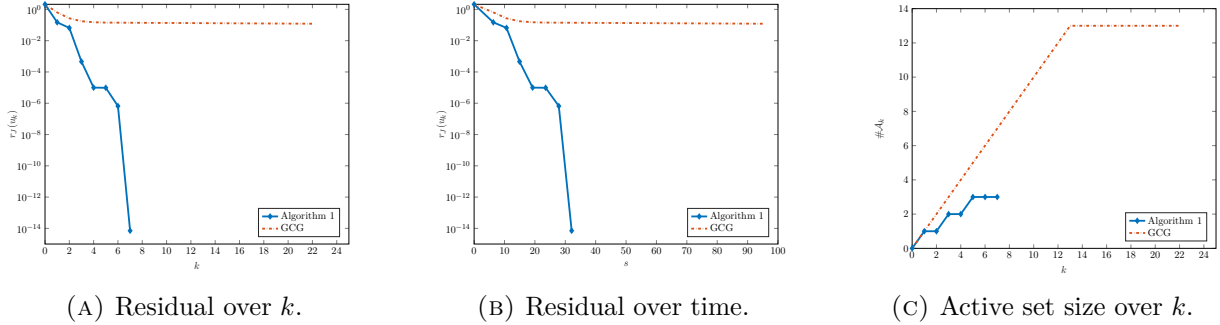 10^0
10^-2
10^-4
10^-6
10^-8
10^-10
10^-12
10^-14
r_J(u_k)
0 2 4 6 8 10 12 14 16 18 20 22 24
k
Algorithm 1
GCG
(A) Residual over k.
10^0
10^-2
10^-4
10^-6
10^-8
10^-10
10^-12
10^-14
r_J(u_k)
0 10 20 30 40 50 60 70 80 90 100
s
Algorithm 1
GCG
(B) Residual over time.
14
12
10
8
6
4
2
0
#𝒜_k
0 2 4 6 8 10 12 14 16 18 20 22 24
k
Algorithm 1
GCG
(C) Active set size over k.